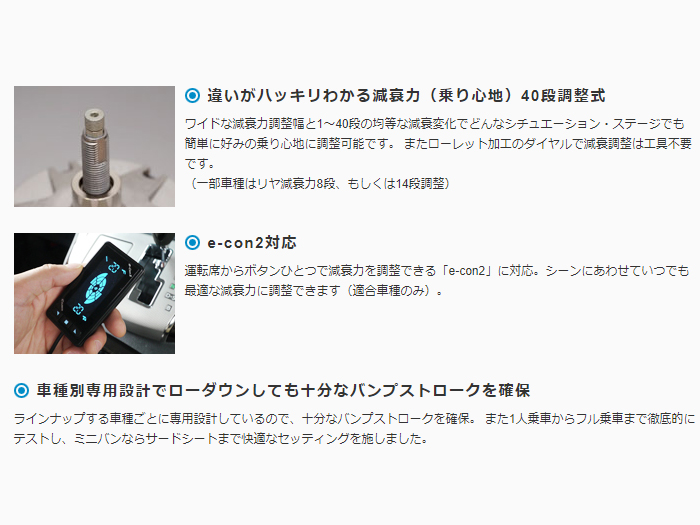 違いがハッキリわかる減衰力（乗り心地）40段調整式
ワイドな減衰力調整幅と1～40段の均等な減衰変化でどんなシチュエーション・ステージでも
簡単に好みの乗り心地に調整可能です。 またローレット加工のダイヤルで減衰調整は工具不要
です。
（一部車種はリヤ減衰力8段、もしくは14段調整）
e-con2対応
運転席からボタンひとつで減衰力を調整できる「e-con2」に対応。シーンにあわせていつでも
最適な減衰力に調整できます（適合車種のみ）。
車種別専用設計でローダウンしても十分なバンプストロークを確保
ラインナップする車種ごとに専用設計しているので、十分なバンプストロークを確保。 また1人乗車からフル乗車まで徹底的に
テストし、ミニバンならサードシートまで快適なセッティングを施しました。